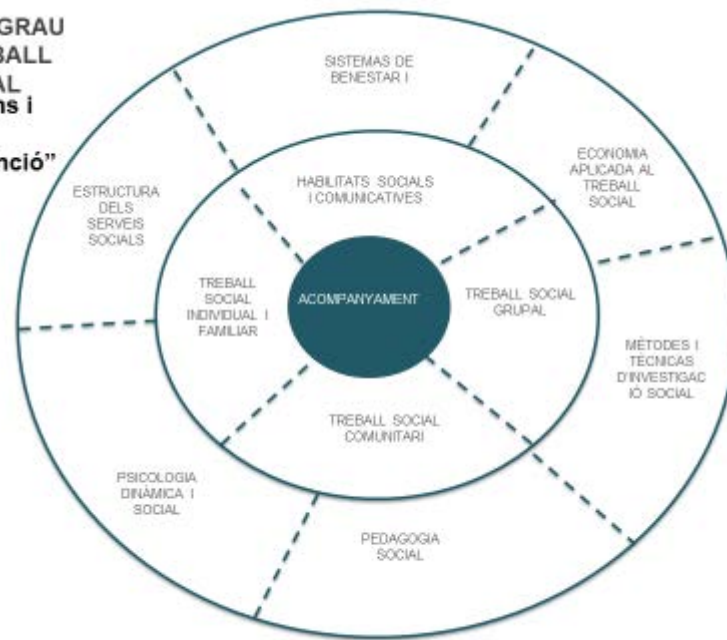 GRAU
BALL
AL
ns i
nció”
SISTEMAS DE
BENESTAR I
ECONOMIA
APLICADA AL
TREBALL
SOCIAL
ESTRUCTURA
DELS
SERVEIS
SOCIALS
HABILITATS SOCIALS
I COMUNICATIVES
TREBALL
SOCIAL
INDIVIDUAL I
FAMILIAR
ACOMPANYAMENT
TREBALL SOCIAL
GRUPAL
MÈTODES I
TÈCNICAS
D'INVESTIGAC
IÓ SOCIAL
TREBALL SOCIAL
COMUNITARI
PSICOLOGIA
DINÀMICA I
SOCIAL
PEDAGOGIA
SOCIAL